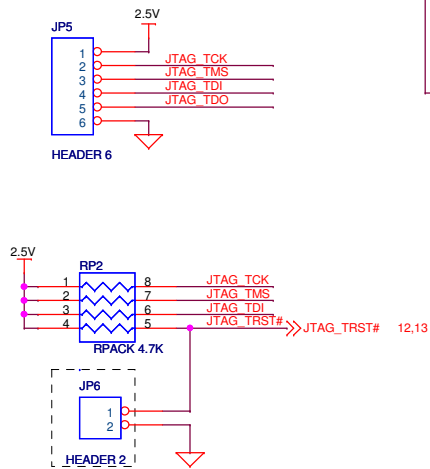 2.5V
JP5
1
2 JTAG_TCK
3 JTAG_TMS
4 JTAG_TDI
5 JTAG_TDO
6
HEADER 6
2.5V
RP2
1 8 JTAG_TCK
2 7 JTAG_TMS
3 6 JTAG_TDI
4 5 JTAG_TRST# JTAG_TRST# 12,13
RPACK 4.7K
JP6
1
2
HEADER 2